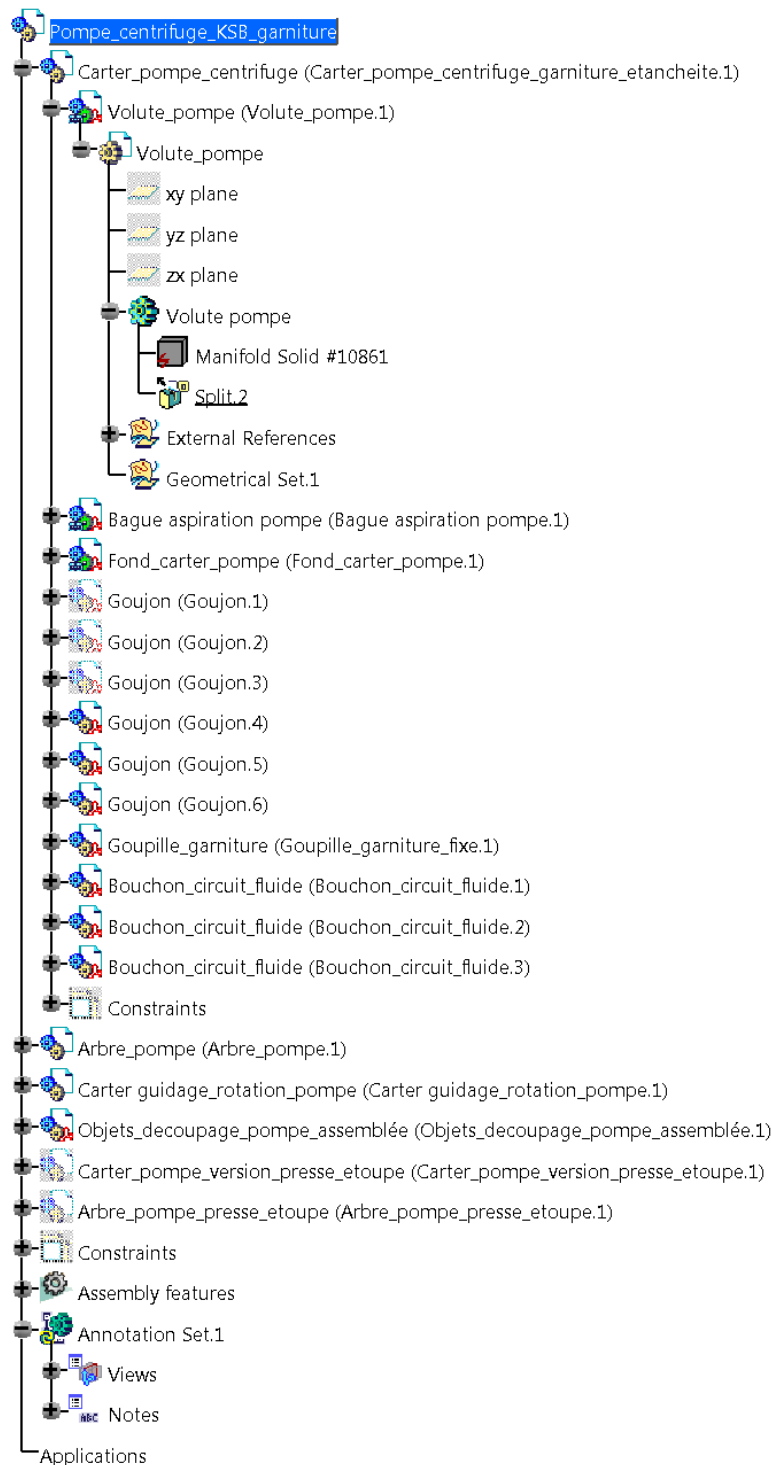 Pompe_centrifuge_KSB_garniture
Carter_pompe_centrifuge (Carter_pompe_centrifuge_garniture_etancheite.1)
Volute_pompe (Volute_pompe.1)
Volute_pompe
xy plane
yz plane
zx plane
Volute pompe
Manifold Solid #10861
Split.2
External References
Geometrical Set.1
Bague aspiration pompe (Bague aspiration pompe.1)
Fond_carter_pompe (Fond_carter_pompe.1)
Goujon (Goujon.1)
Goujon (Goujon.2)
Goujon (Goujon.3)
Goujon (Goujon.4)
Goujon (Goujon.5)
Goujon (Goujon.6)
Goupille_garniture (Goupille_garniture_fixe.1)
Bouchon_circuit_fluide (Bouchon_circuit_fluide.1)
Bouchon_circuit_fluide (Bouchon_circuit_fluide.2)
Bouchon_circuit_fluide (Bouchon_circuit_fluide.3)
Constraints
Arbre_pompe (Arbre_pompe.1)
Carter guidage_rotation_pompe (Carter guidage_rotation_pompe.1)
Objets_decoupage_pompe_assemblée (Objets_decoupage_pompe_assemblée.1)
Carter_pompe_version_presse_etoupe (Carter_pompe_version_presse_etoupe.1)
Arbre_pompe_presse_etoupe (Arbre_pompe_presse_etoupe.1)
Constraints
Assembly features
Annotation Set.1
Views
ABC Notes
Applications